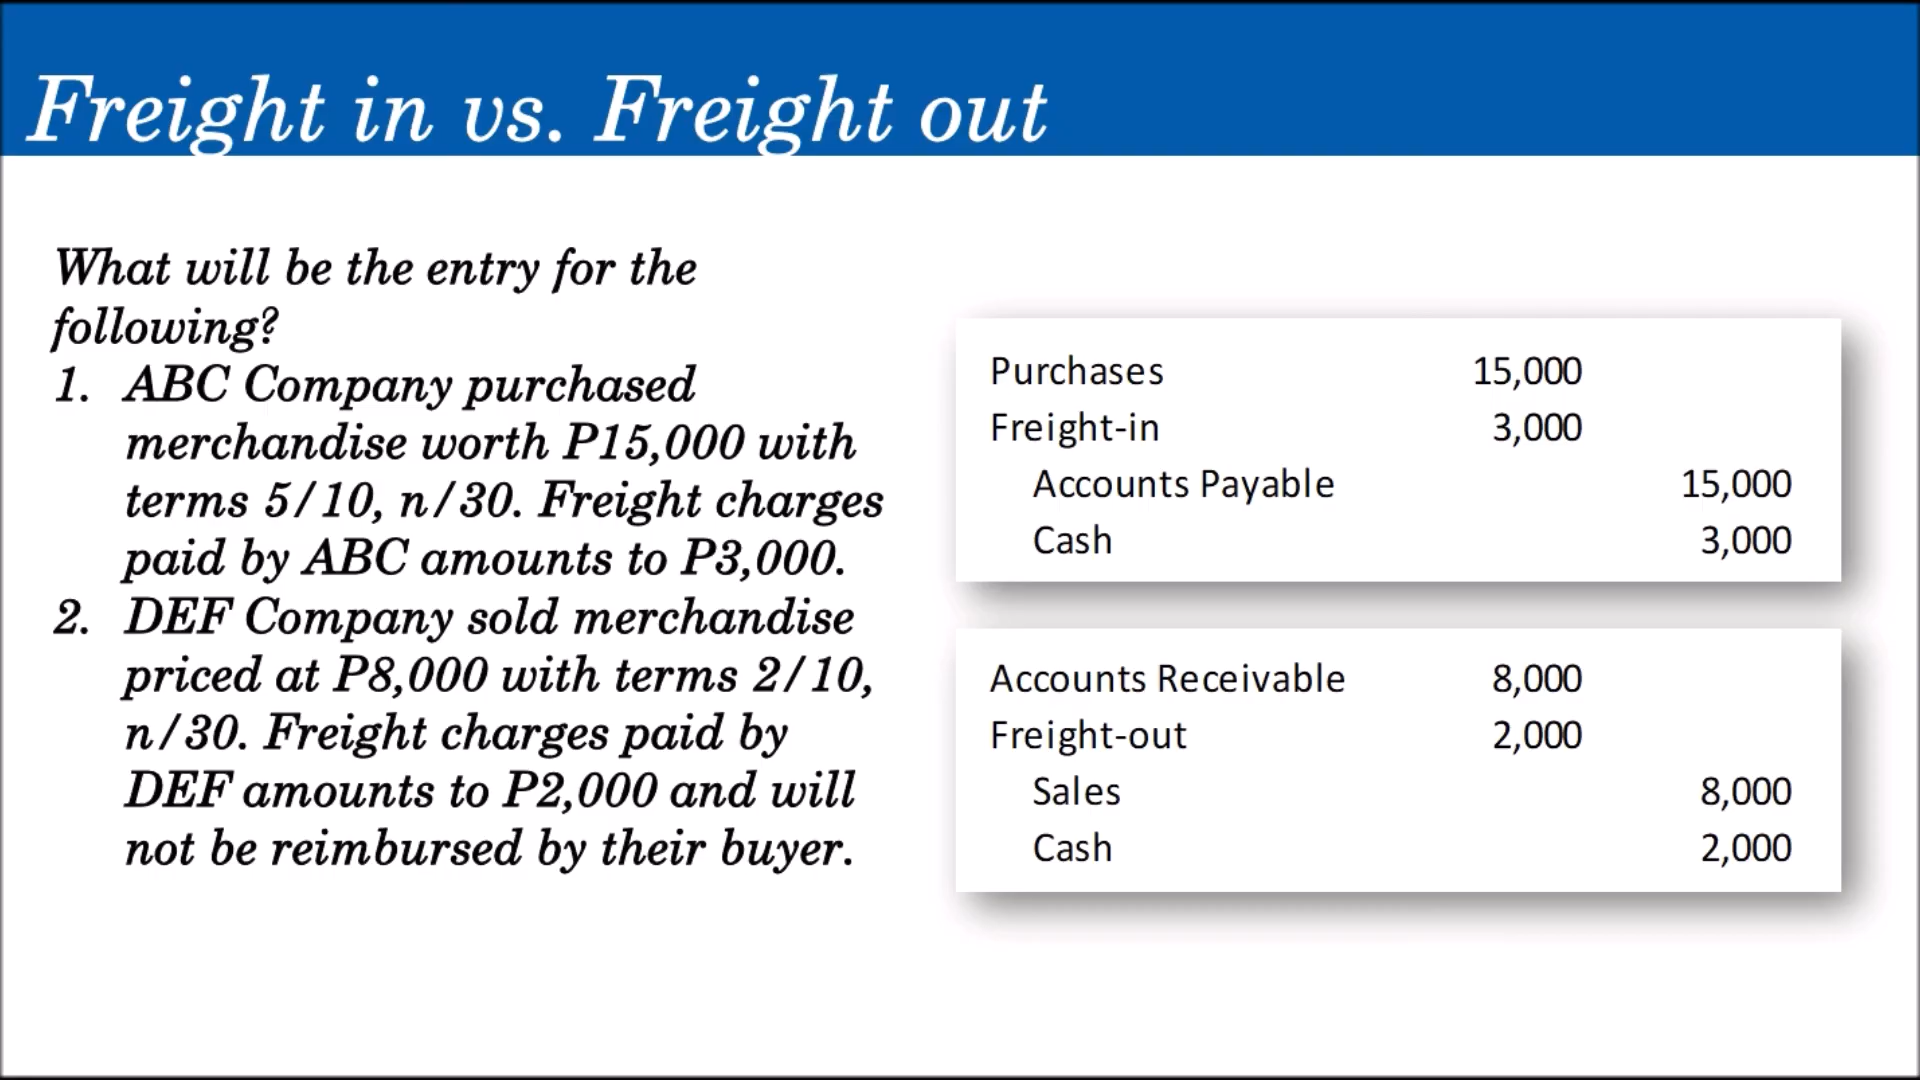 Freight in vs. Freight out
What will be the entry for the
following?
1. ABC Company purchased
merchandise worth P15,000 with
terms 5/10, n/30. Freight charges
paid by ABC amounts to P3,000.
2. DEF Company sold merchandise
priced at P8,000 with terms 2/10,
n/30. Freight charges paid by
DEF amounts to P2,000 and will
not be reimbursed by their buyer.
Purchases 15,000
Freight-in 3,000
Accounts Payable 15,000
Cash 3,000
Accounts Receivable 8,000
Freight-out 2,000
Sales 8,000
Cash 2,000